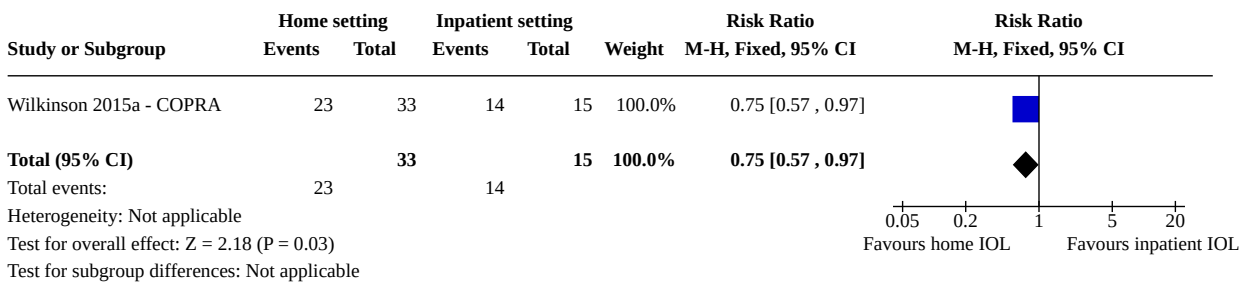 Home setting Inpatient setting Risk Ratio Risk Ratio
Study or Subgroup Events Total Events Total Weight M-H, Fixed, 95% CI M-H, Fixed, 95% CI
Wilkinson 2015a - COPRA 23 33 14 15 100.0% 0.75 [0.57 , 0.97]
Total (95% CI) 33 15 100.0% 0.75 [0.57 , 0.97]
Total events: 23 14
Heterogeneity: Not applicable
0.05 0.2 1 5 20
Test for overall effect: Z = 2.18 (P = 0.03) Favours home IOL Favours inpatient IOL
Test for subgroup differences: Not applicable